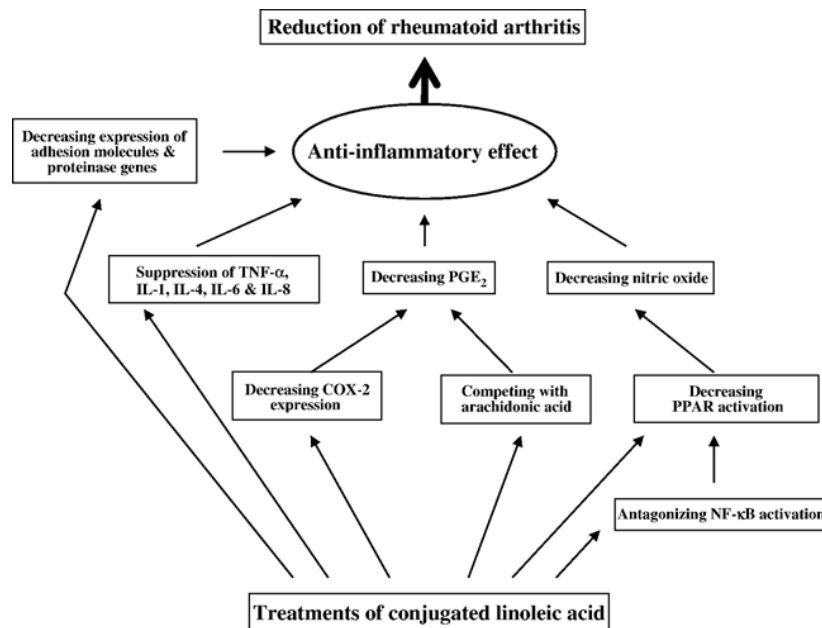 Reduction of rheumatoid arthritis
Decreasing expression of
adhesion molecules &
proteinase genes
Anti-inflammatory effect
Suppression of TNF-α,
IL-1, IL-4, IL-6 & IL-8
Decreasing PGE₂
Decreasing nitric oxide
Decreasing COX-2
expression
Competing with
arachidonic acid
Decreasing
PPAR activation
Antagonizing NF-κB activation
Treatments of conjugated linoleic acid